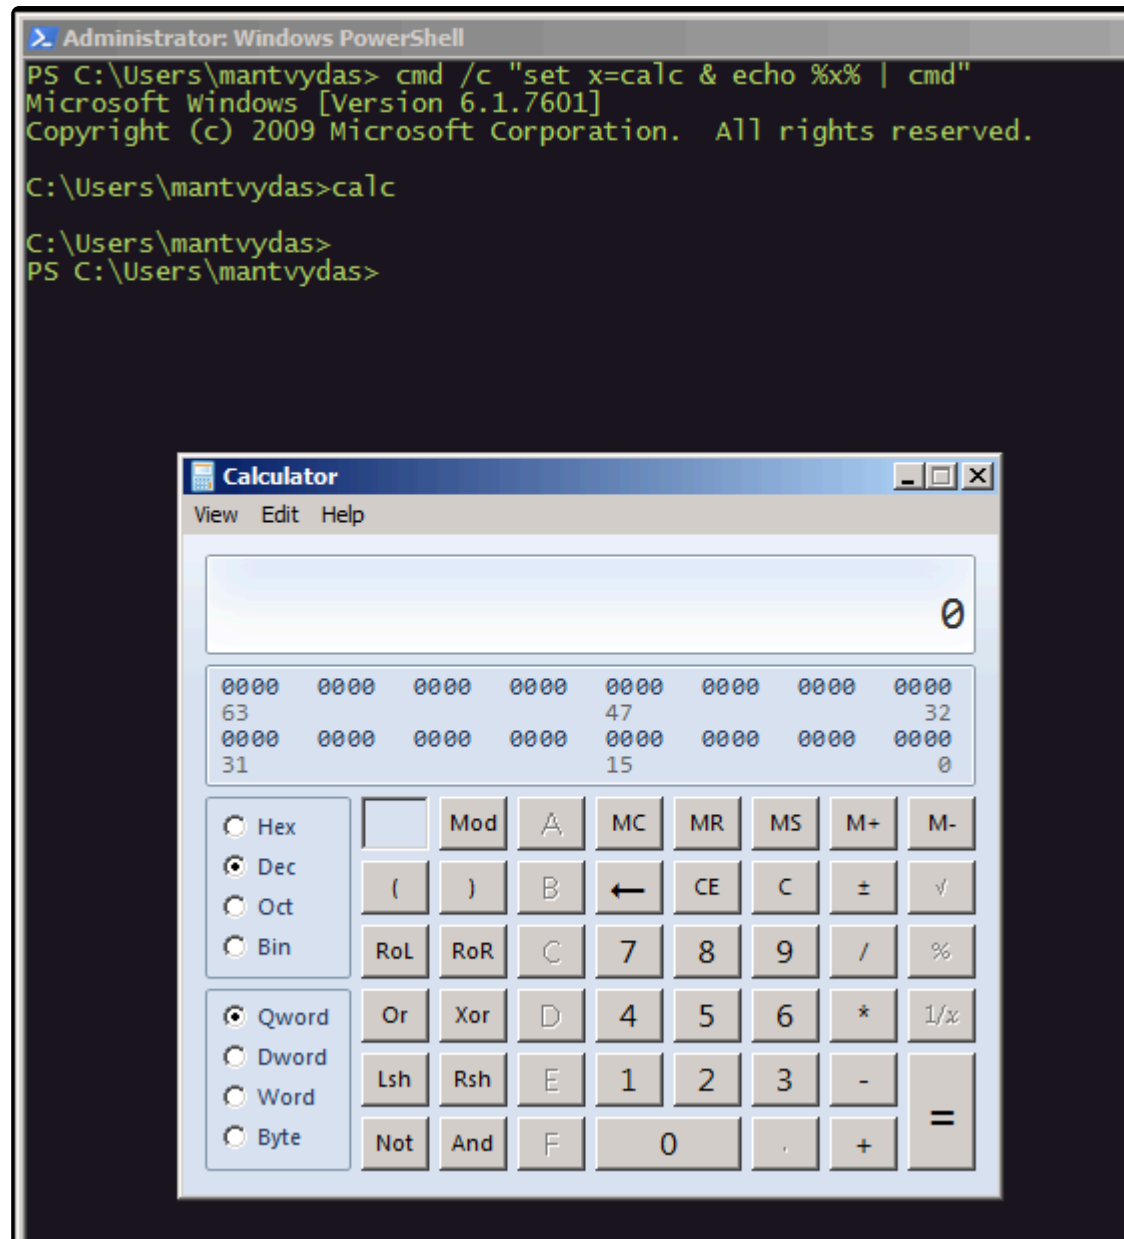 Administrator: Windows PowerShell
PS C:\Users\mantvydas> cmd /c "set x=calc & echo %x% | cmd"
Microsoft Windows [Version 6.1.7601]
Copyright (c) 2009 Microsoft Corporation.  All rights reserved.
C:\Users\mantvydas>calc
C:\Users\mantvydas>
PS C:\Users\mantvydas>
Calculator
View Edit Help
0
0000 0000 0000 0000 0000 0000 0000 0000
63 47 32
0000 0000 0000 0000 0000 0000 0000 0000
31 15 0
Hex Mod A MC MR MS M+ M-
Dec
( ) B ← CE C ± √
Oct
Bin RoL RoR C 7 8 9 / %
Qword Or Xor D 4 5 6 * 1/x
Dword
Lsh Rsh E 1 2 3 - =
Word
Byte Not And F 0 , +